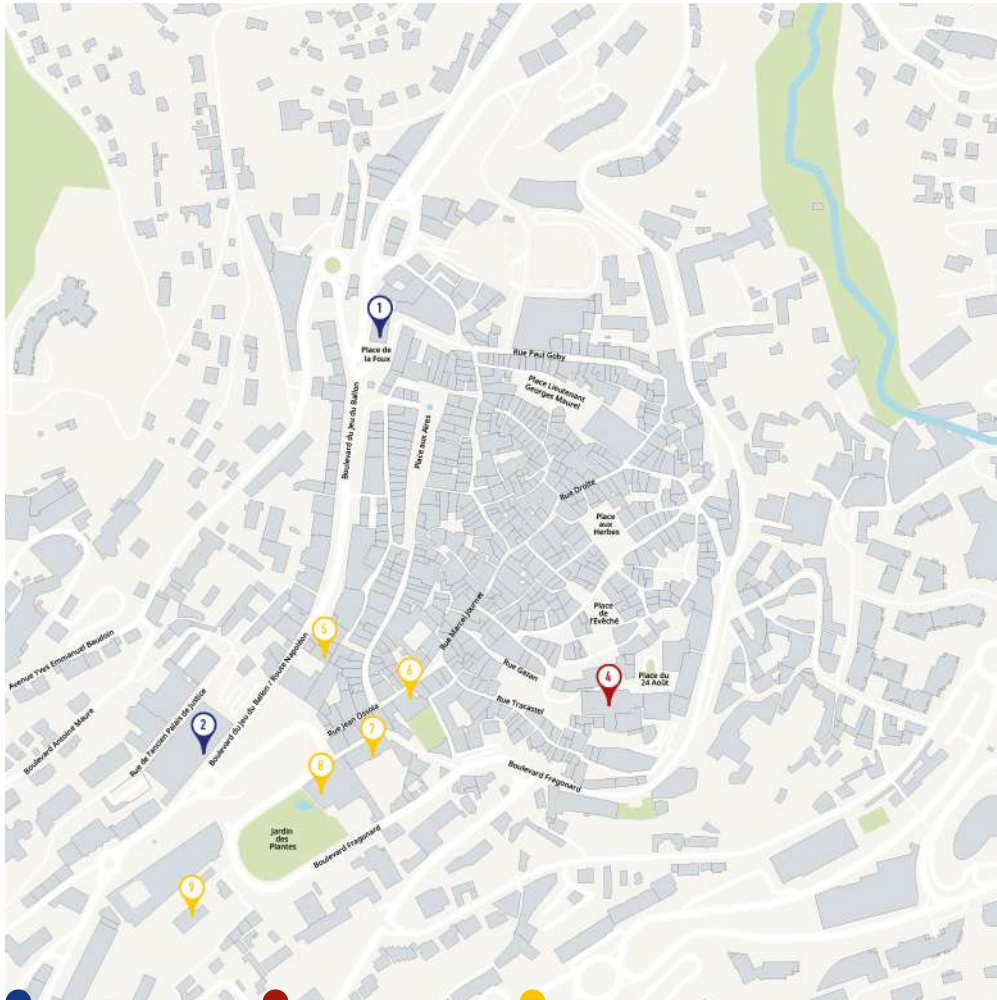 1
Place de
la Foux
Rue Paul Goby
Place Lieutenant
Georges Maurel
Boulevard du Jeu du Ballon
Place aux Aires
Rue Droite
Place
aux
Herbes
Place
de
l'Evêché
Rue Marcel Journet
5
Avenue Yves Emmanuel Baudoin
Rue Gazan
6
4
Place du
24 Août
Boulevard du Jeu du Ballon / Route Napoléon
Rue de l'ancien Palais de Justice
Boulevard Antoine Maure
2
Rue Tracastel
Rue Jean Ossola
7
8
Boulevard Fragonard
Jardin
des
Plantes
Boulevard Fragonard
9